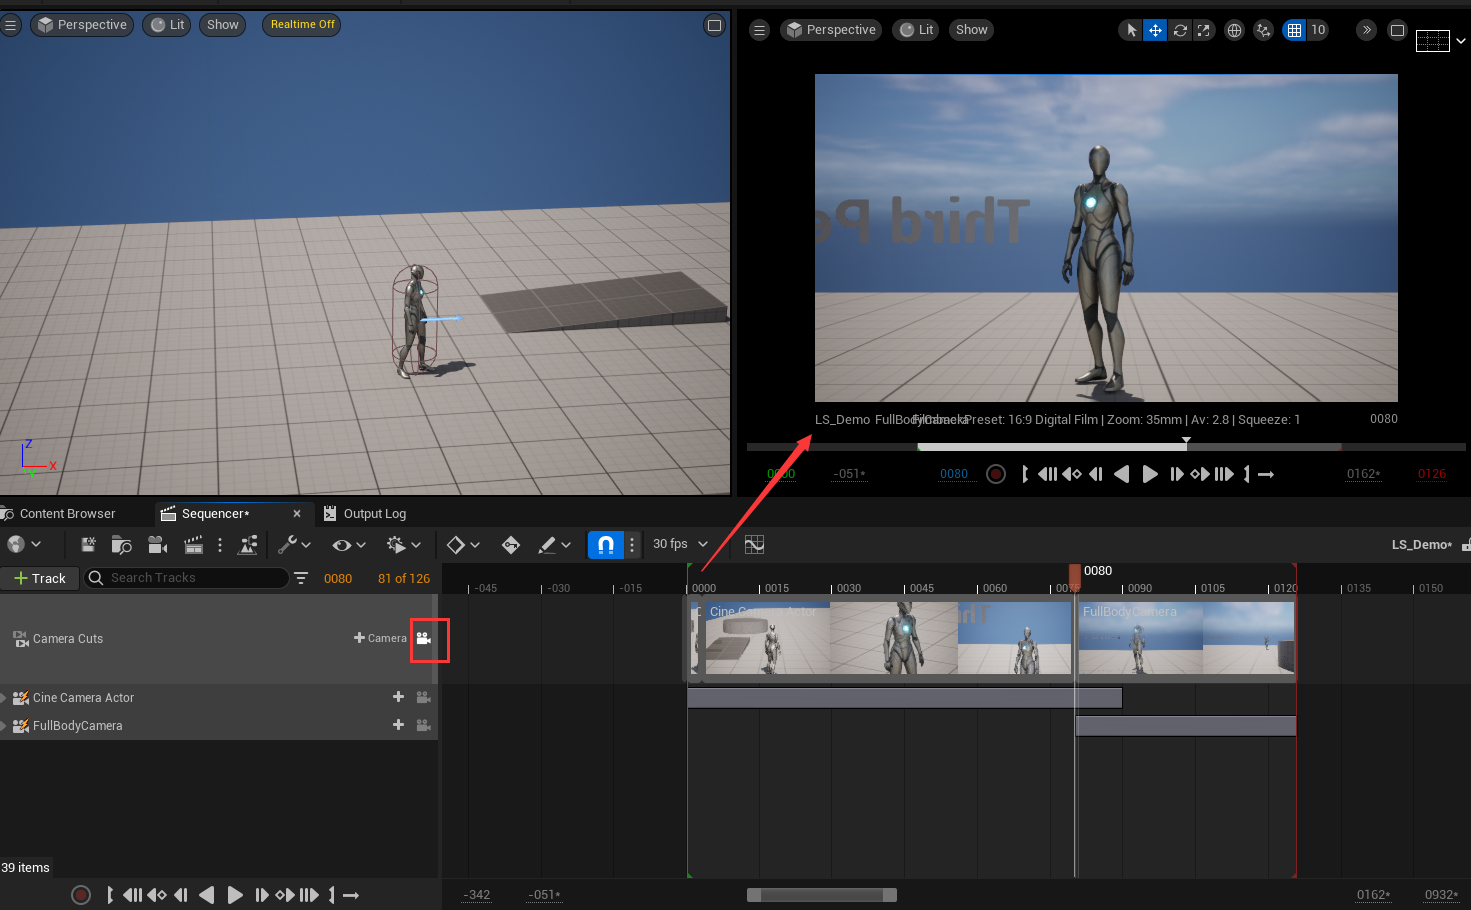 Perspective Lit Show Realtime Off
Perspective Lit Show 10
Third Pe
LS_Demo FullBodyCamera Filmback Preset: 16:9 Digital Film | Zoom: 35mm | Av: 2.8 | Squeeze: 1 0080
Z
X
0000 -051* 0080 0162* 0126
Content Browser Sequencer* × Output Log
30 fps LS_Demo*
+ Track Search Tracks 0080 81 of 126
0080
-045 -030 -015 0000 0015 0030 0045 0060 0075 0090 0105 0120 0135 0150
Cine Camera Actor FullBodyCamera
Camera Cuts + Camera
Cine Camera Actor
FullBodyCamera
39 items
-342 -051* 0162* 0932*